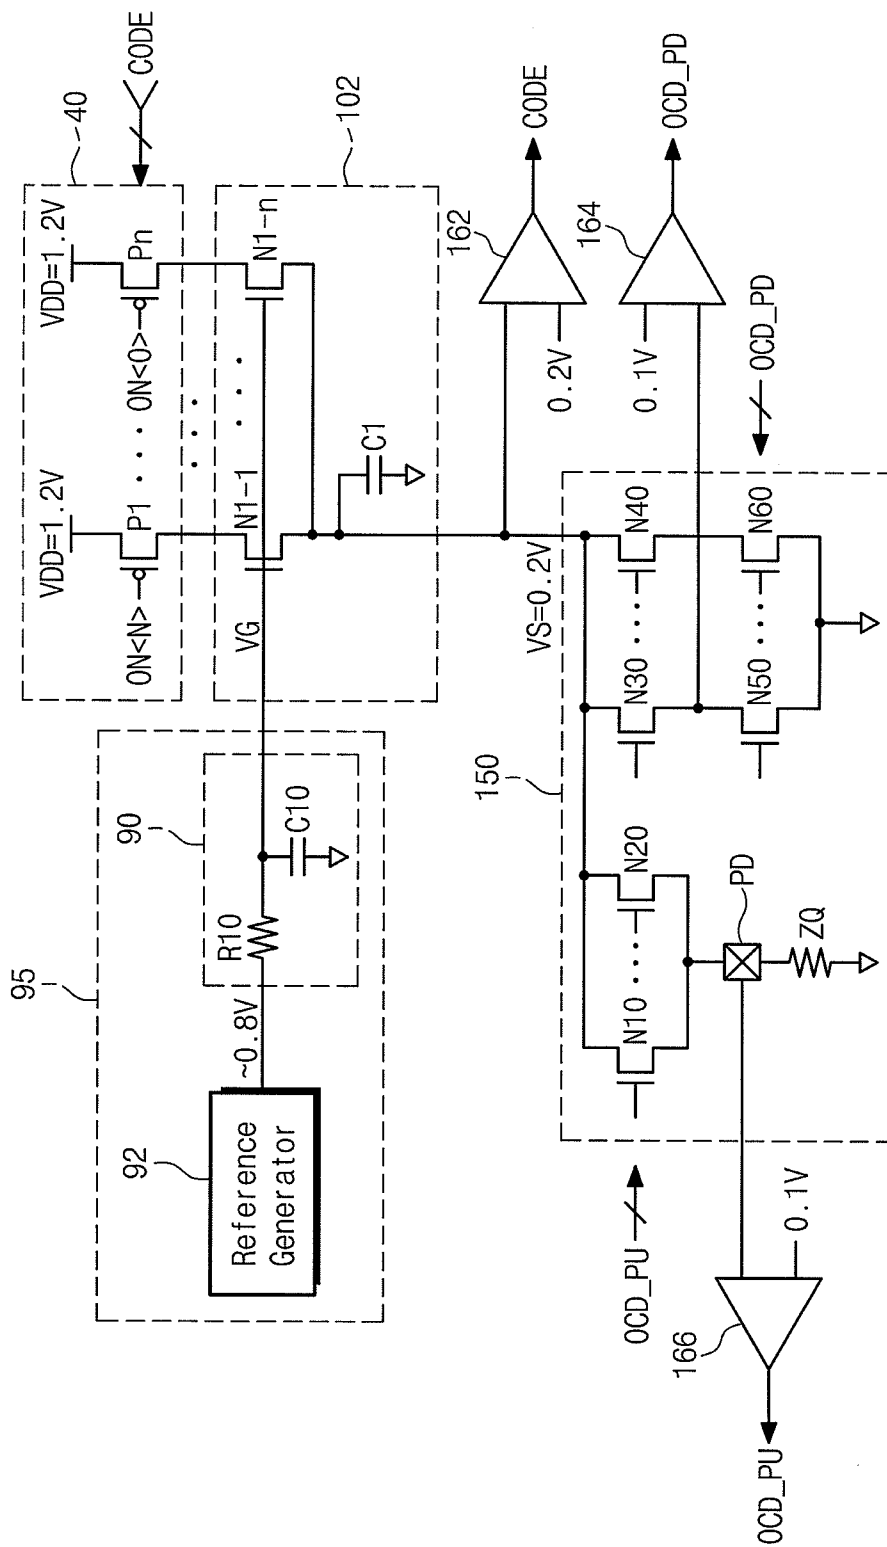 40
CODE
VDD=1.2V
VDD=1.2V
P1
Pn
ON<N>
ON<0>
102
N1-1
N1-n
VG
C1
95
90
R10
C10
~0.8V
92
Reference
Generator
162
CODE
0.2V
164
OCD_PD
0.1V
VS=0.2V
150
OCD_PD
N10
N20
N30
N40
N50
N60
PD
ZQ
OCD_PU
0.1V
166
OCD_PU